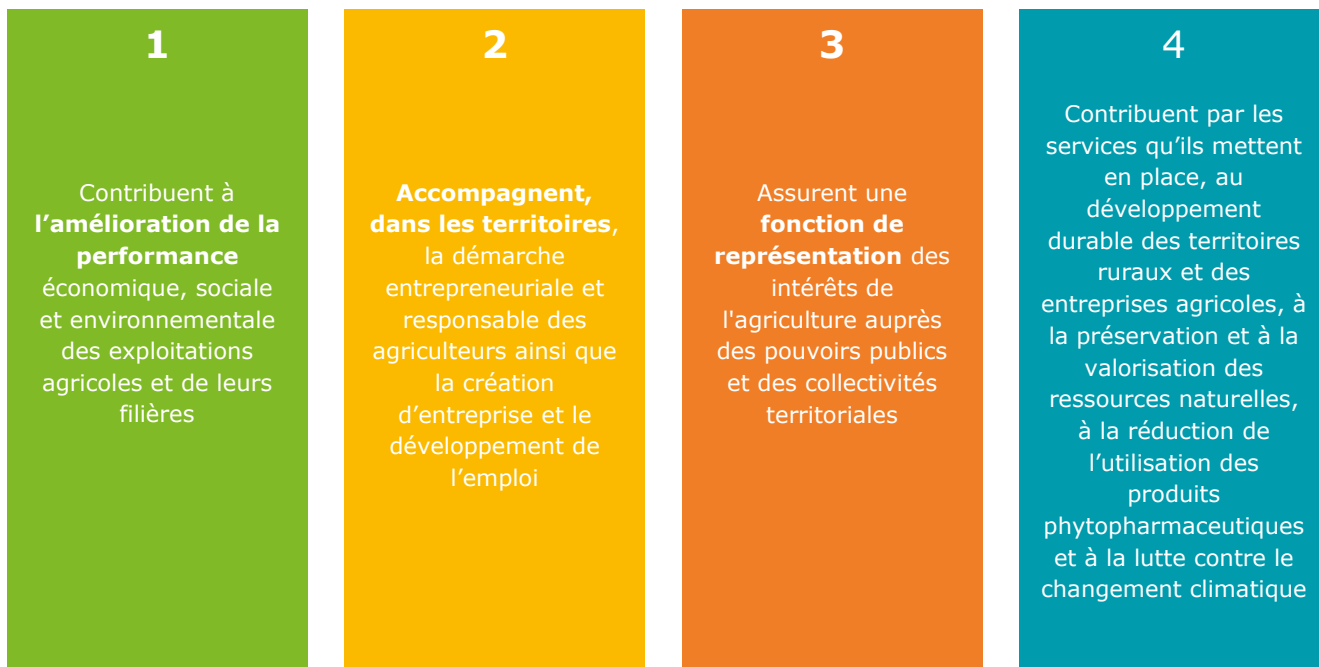 1
Contribuent à
l’amélioration de la
performance
économique, sociale
et environnementale
des exploitations
agricoles et de leurs
filières
2
Accompagnent,
dans les territoires,
la démarche
entrepreneuriale et
responsable des
agriculteurs ainsi que
la création
d’entreprise et le
développement de
l’emploi
3
Assurent une
fonction de
représentation des
intérêts de
l'agriculture auprès
des pouvoirs publics
et des collectivités
territoriales
4
Contribuent par les
services qu’ils mettent
en place, au
développement
durable des territoires
ruraux et des
entreprises agricoles, à
la préservation et à la
valorisation des
ressources naturelles,
à la réduction de
l’utilisation des
produits
phytopharmaceutiques
et à la lutte contre le
changement climatique